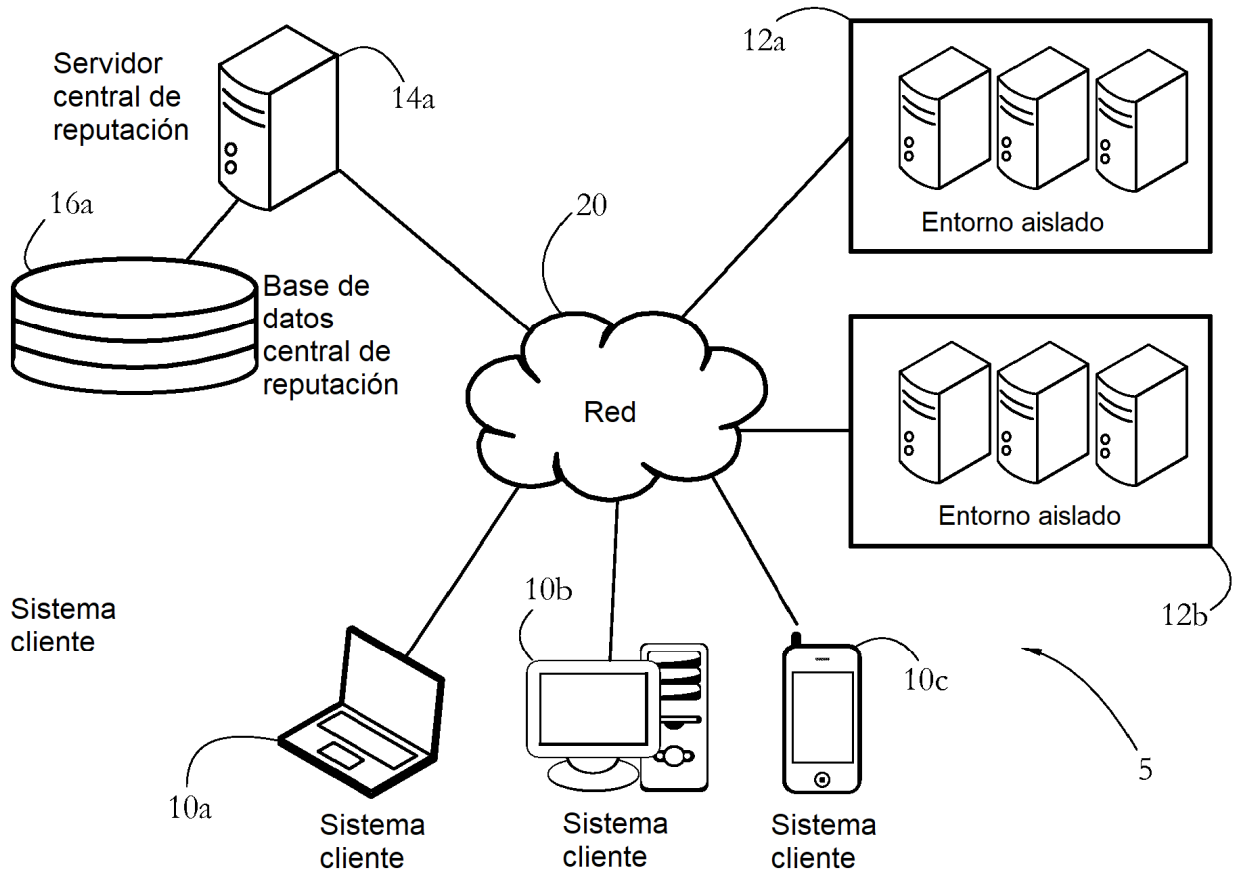 12a
Servidor
central de
reputación
14a
16a
20
Entorno aislado
Base de
datos
central de
reputación
Red
Entorno aislado
10b
Sistema
cliente
12b
10c
5
10a
Sistema
cliente
Sistema
cliente
Sistema
cliente